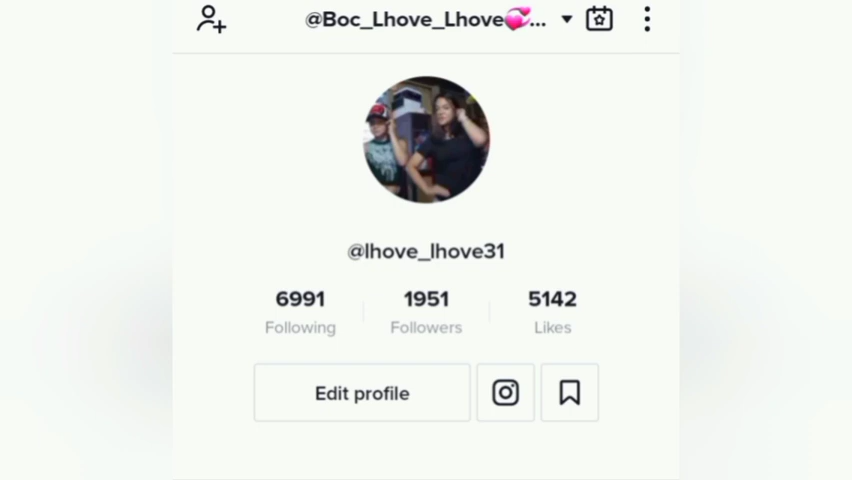 @Boc_Lhove_Lhove💞...
@lhove_lhove31
6991 1951 5142
Following Followers Likes
Edit profile